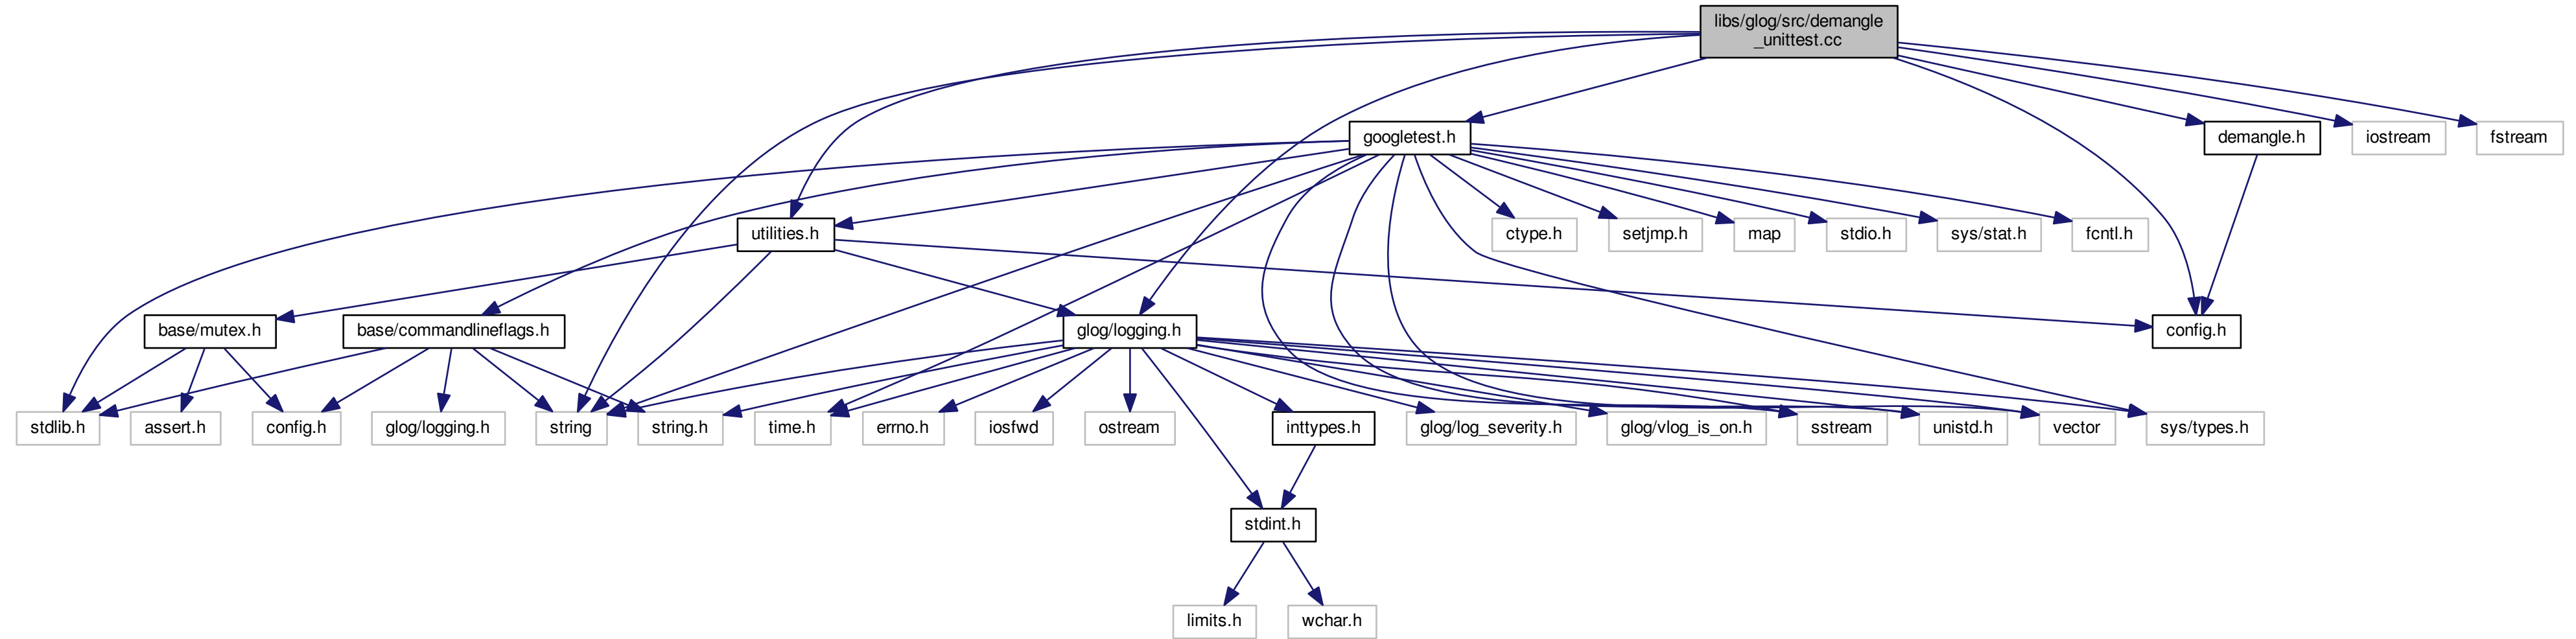 libs/glog/src/demangle
_unittest.cc
googletest.h
demangle.h
iostream
fstream
utilities.h
ctype.h
setjmp.h
map
stdio.h
sys/stat.h
fcntl.h
base/mutex.h
base/commandlineflags.h
glog/logging.h
config.h
stdlib.h
assert.h
config.h
glog/logging.h
string
string.h
time.h
errno.h
iosfwd
ostream
inttypes.h
glog/log_severity.h
glog/vlog_is_on.h
sstream
unistd.h
vector
sys/types.h
stdint.h
limits.h
wchar.h